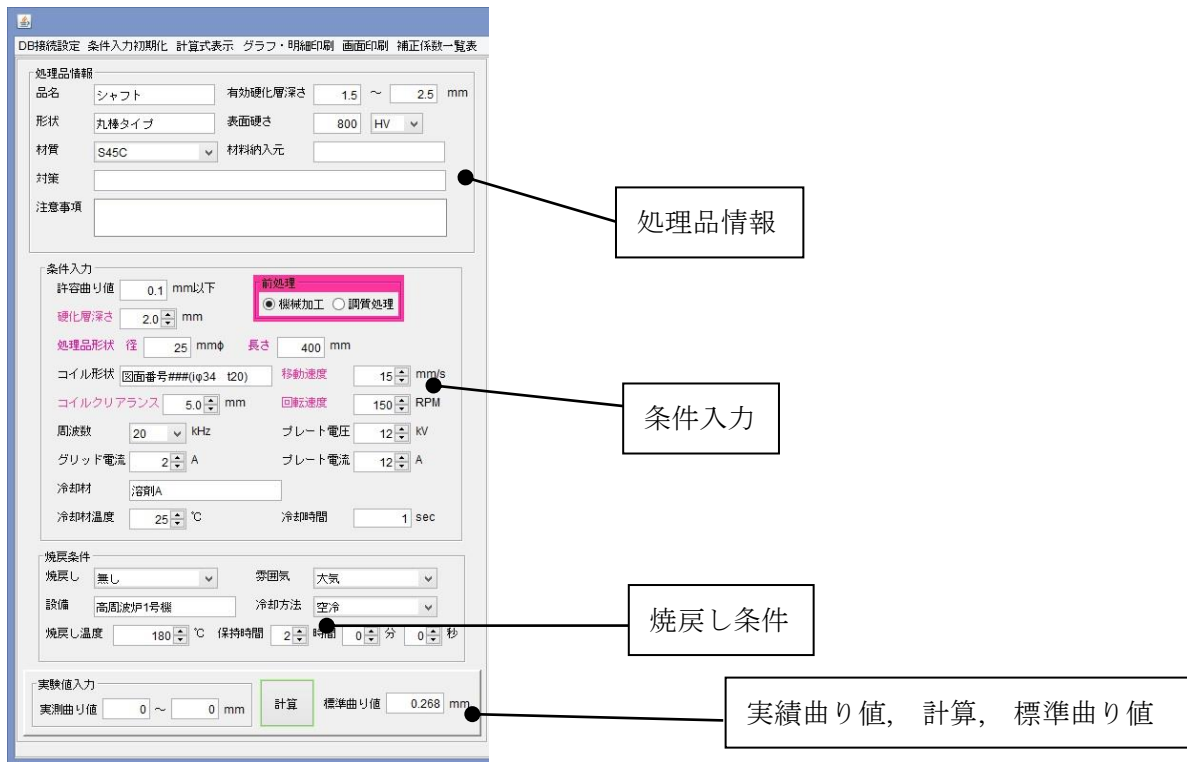 DB接続設定 条件入力初期化 計算式表示 グラフ・明細印刷 画面印刷 補正係数一覧表
処理品情報
品名 シャフト 有効硬化層深さ 1.5 ～ 2.5 mm
形状 丸棒タイプ 表面硬さ 800 HV
材質 S45C 材料納入元
対策
注意事項
処理品情報
条件入力
許容曲り値 0.1 mm以下 前処理
機械加工 調質処理
硬化層深さ 2.0 mm
処理品形状 径 25 mmφ 長さ 400 mm
コイル形状 図面番号###(iφ34 t20) 移動速度 15 mm/s
コイルクリアランス 5.0 mm 回転速度 150 RPM
条件入力
周波数 20 kHz プレート電圧 12 kV
グリッド電流 2 A プレート電流 12 A
冷却材 溶剤A
冷却材温度 25 ℃ 冷却時間 1 sec
焼戻条件
焼戻し 無し 雰囲気 大気
設備 高周波炉1号機 冷却方法 空冷
焼戻し温度 180 ℃ 保持時間 2 時間 0 分 0 秒
焼戻し条件
実験値入力
実測曲り値 0 ～ 0 mm 計算 標準曲り値 0.268 mm
実績曲り値, 計算, 標準曲り値